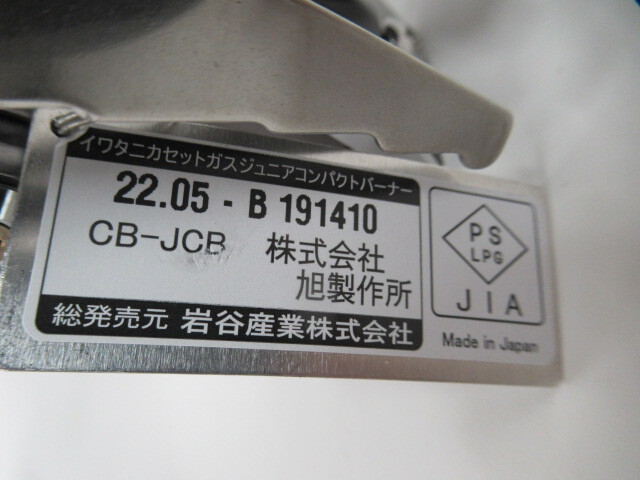 イワタニカセットガスジュニアコンパクトバーナー
22.05 - B 191410
CB-JCB 株式会社
旭製作所
総発売元 岩谷産業株式会社
PS
LPG
JIA
Made in Japan